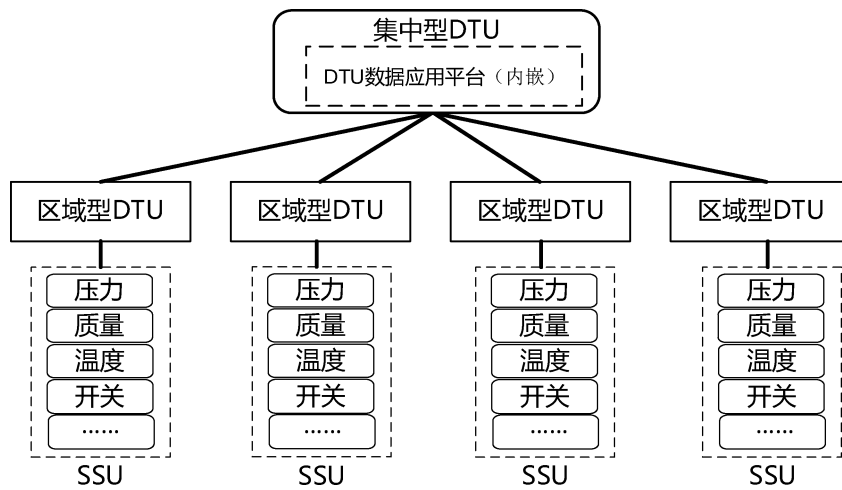 集中型DTU
DTU数据应用平台（内嵌）
区域型DTU
区域型DTU
区域型DTU
区域型DTU
压力
质量
温度
开关
……
SSU
压力
质量
温度
开关
……
SSU
压力
质量
温度
开关
……
SSU
压力
质量
温度
开关
……
SSU